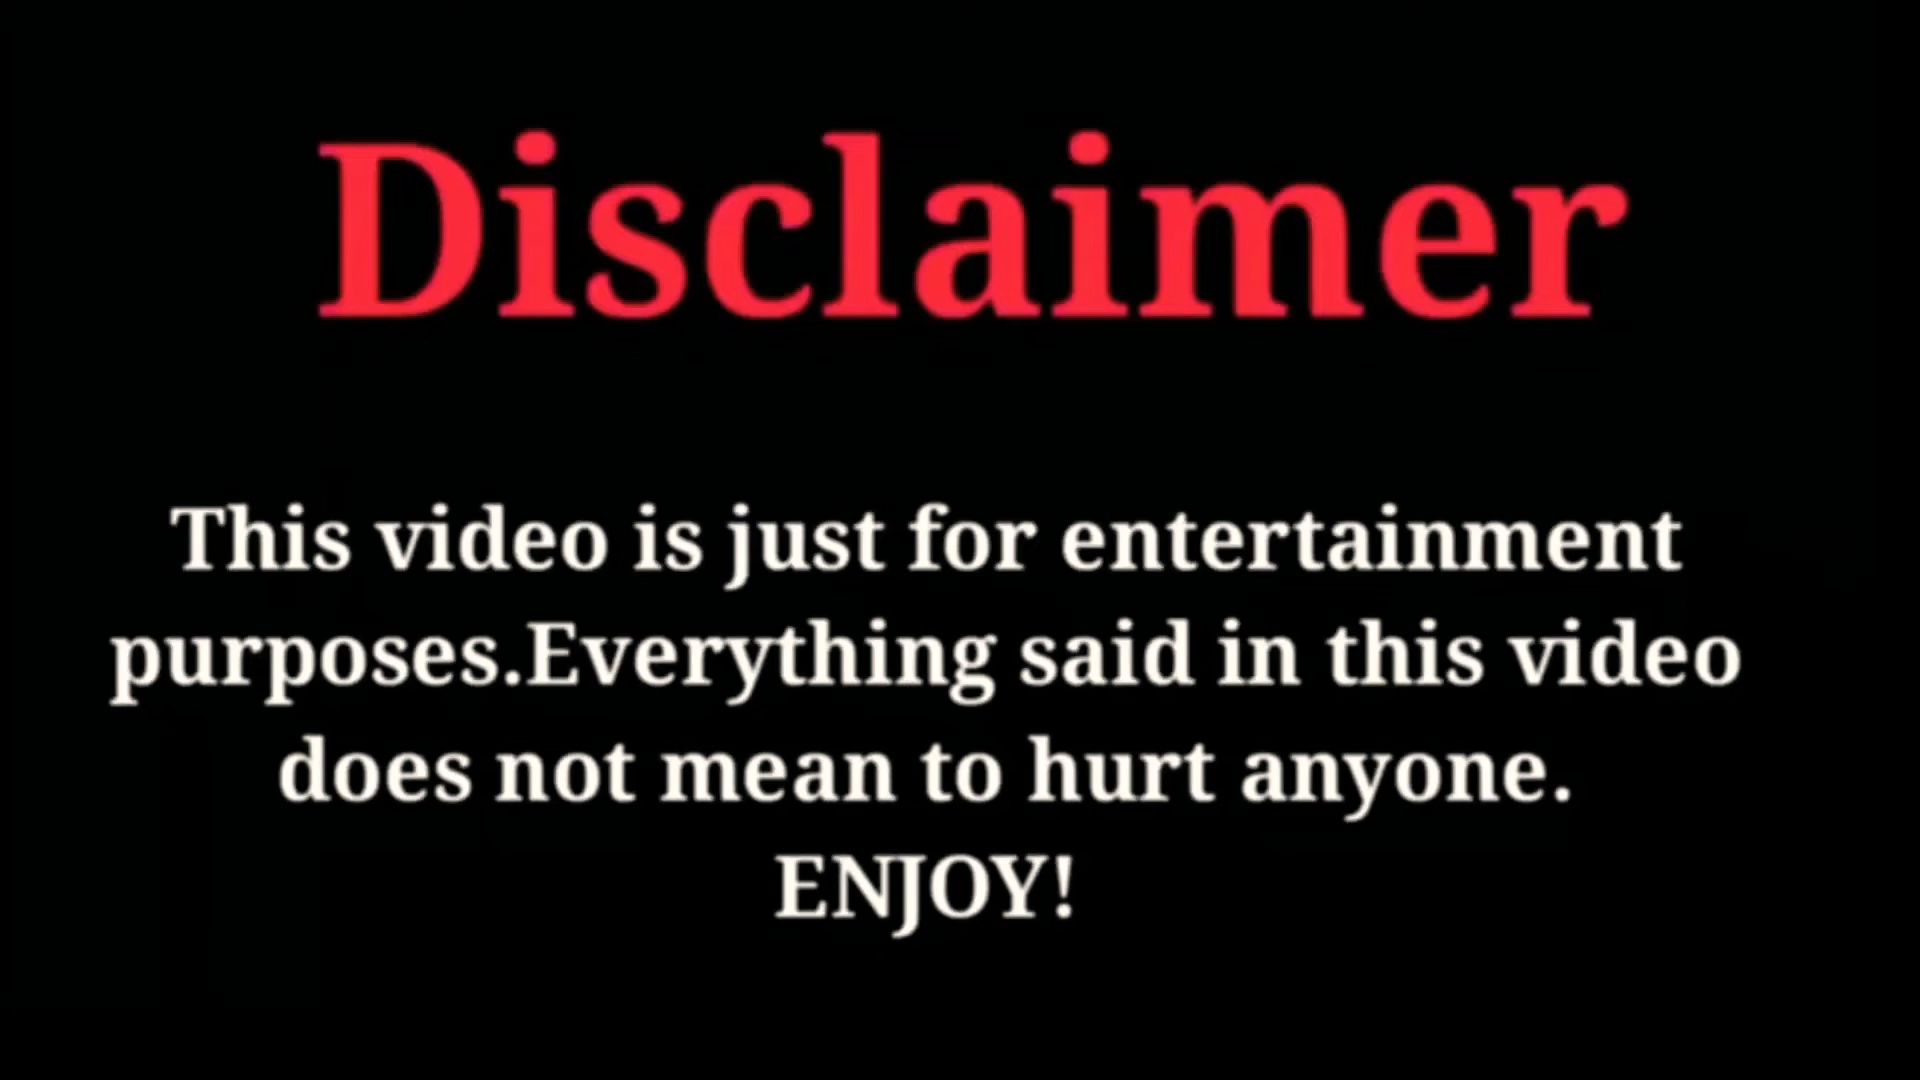 Disclaimer
This video is just for entertainment
purposes.Everything said in this video
does not mean to hurt anyone.
ENJOY!